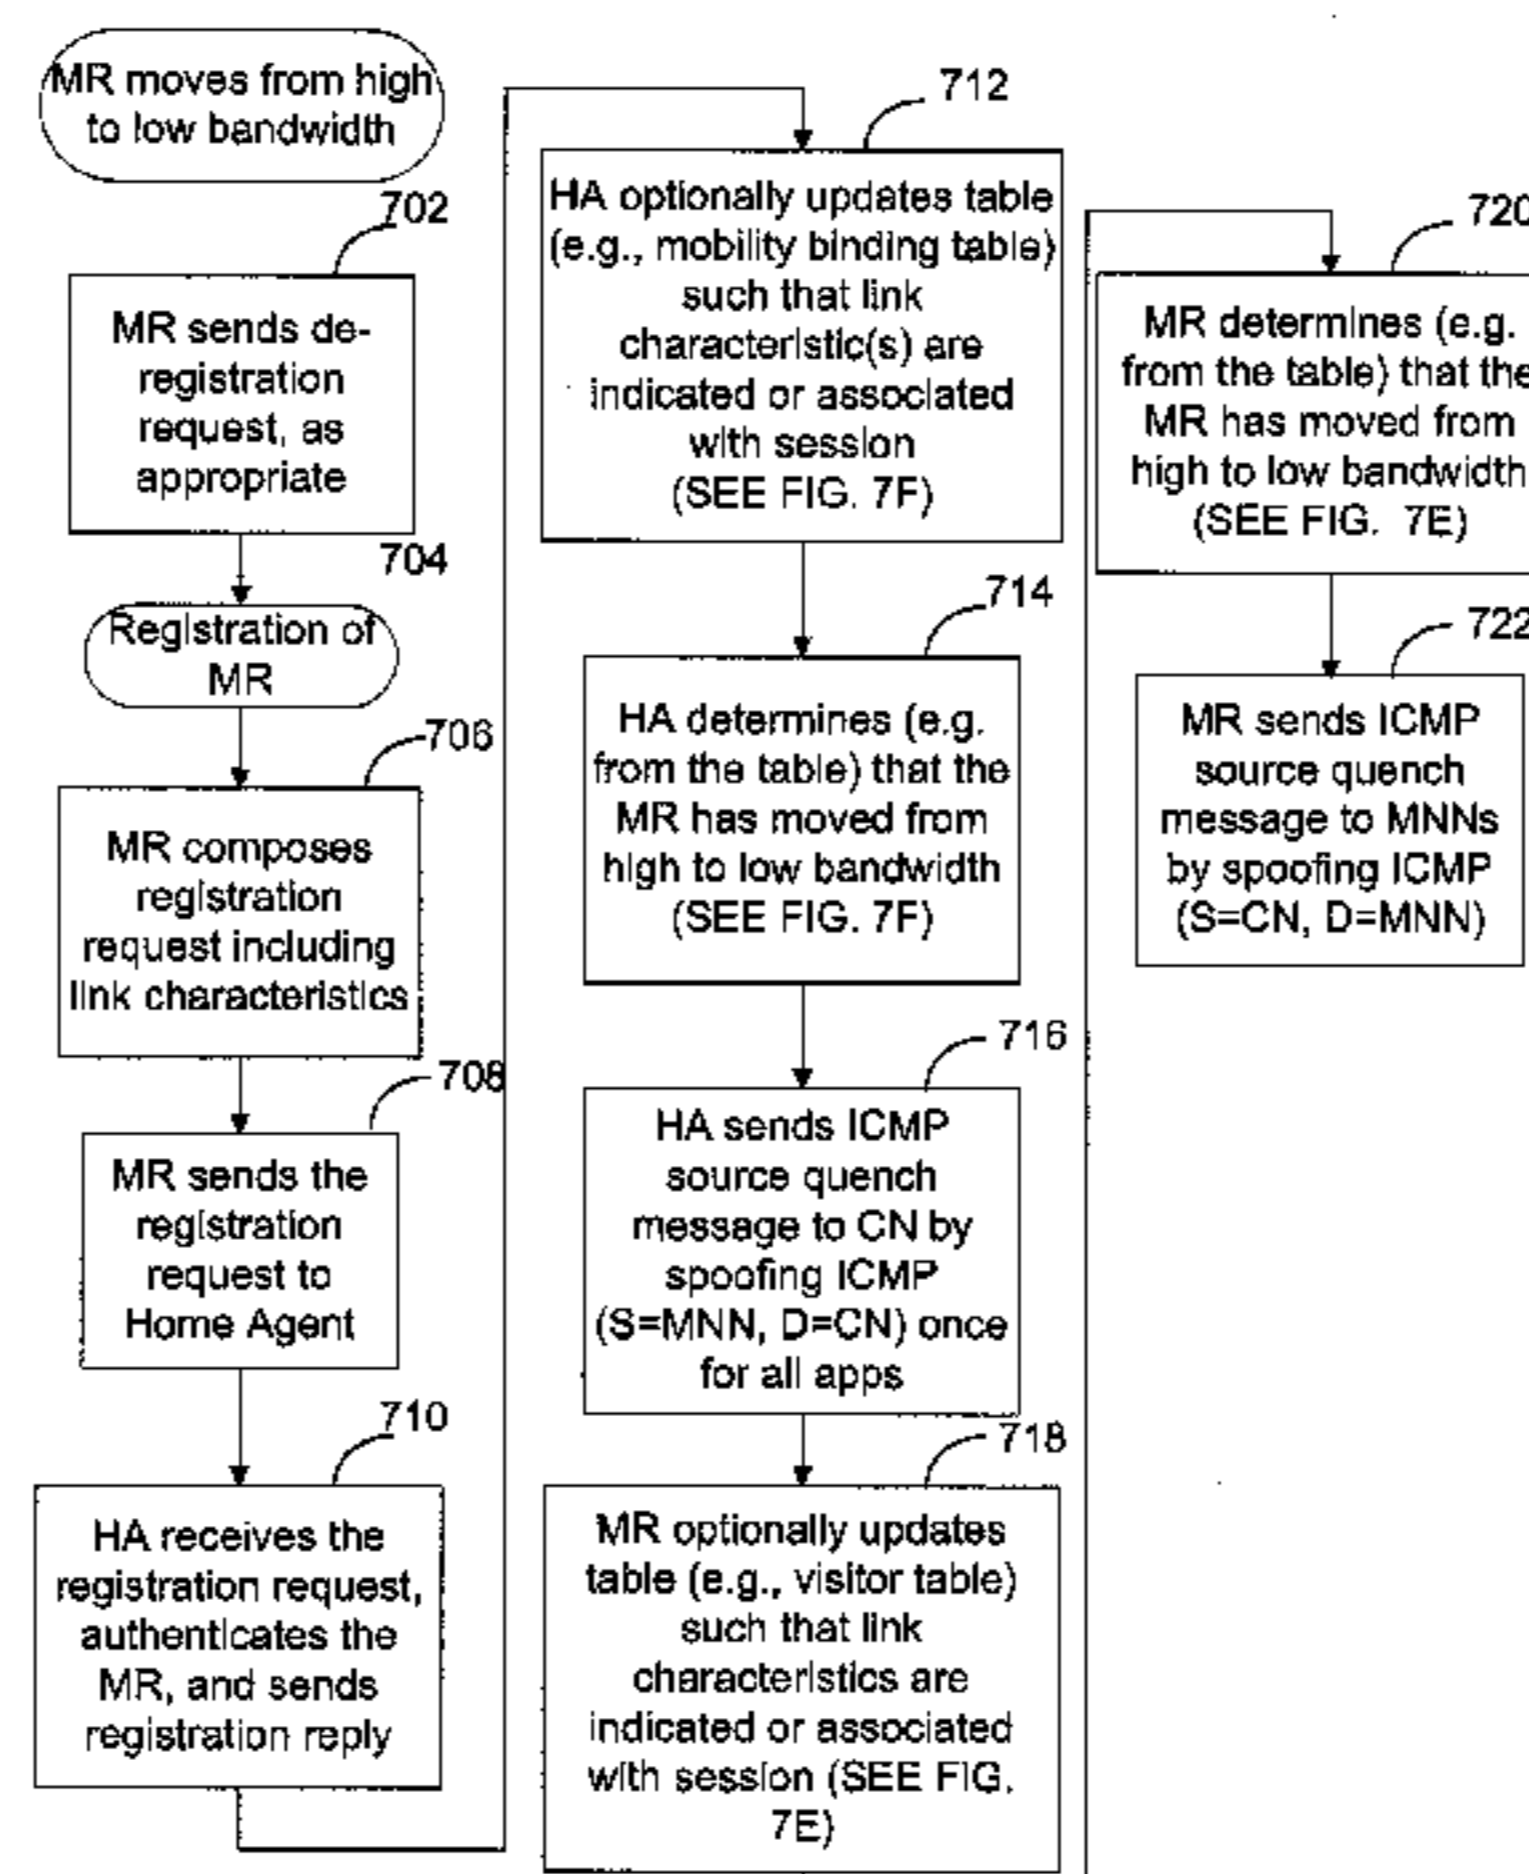 MR moves from high
to low bandwidth
702
MR sends de-
registration
request, as
appropriate
704
Registration of
MR
706
MR composes
registration
request including
link characteristics
708
MR sends the
registration
request to
Home Agent
710
HA receives the
registration request,
authenticates the
MR, and sends
registration reply
712
HA optionally updates table
(e.g., mobility binding table)
such that link
characteristic(s) are
indicated or associated
with session
(SEE FIG. 7F)
714
HA determines (e.g.
from the table) that the
MR has moved from
high to low bandwidth
(SEE FIG. 7F)
716
HA sends ICMP
source quench
message to CN by
spoofing ICMP
(S=MNN, D=CN) once
for all apps
718
MR optionally updates
table (e.g., visitor table)
such that link
characteristics are
indicated or associated
with session (SEE FIG.
7E)
720
MR determines (e.g.
from the table) that the
MR has moved from
high to low bandwidth
(SEE FIG. 7E)
722
MR sends ICMP
source quench
message to MNNs
by spoofing ICMP
(S=CN, D=MNN)